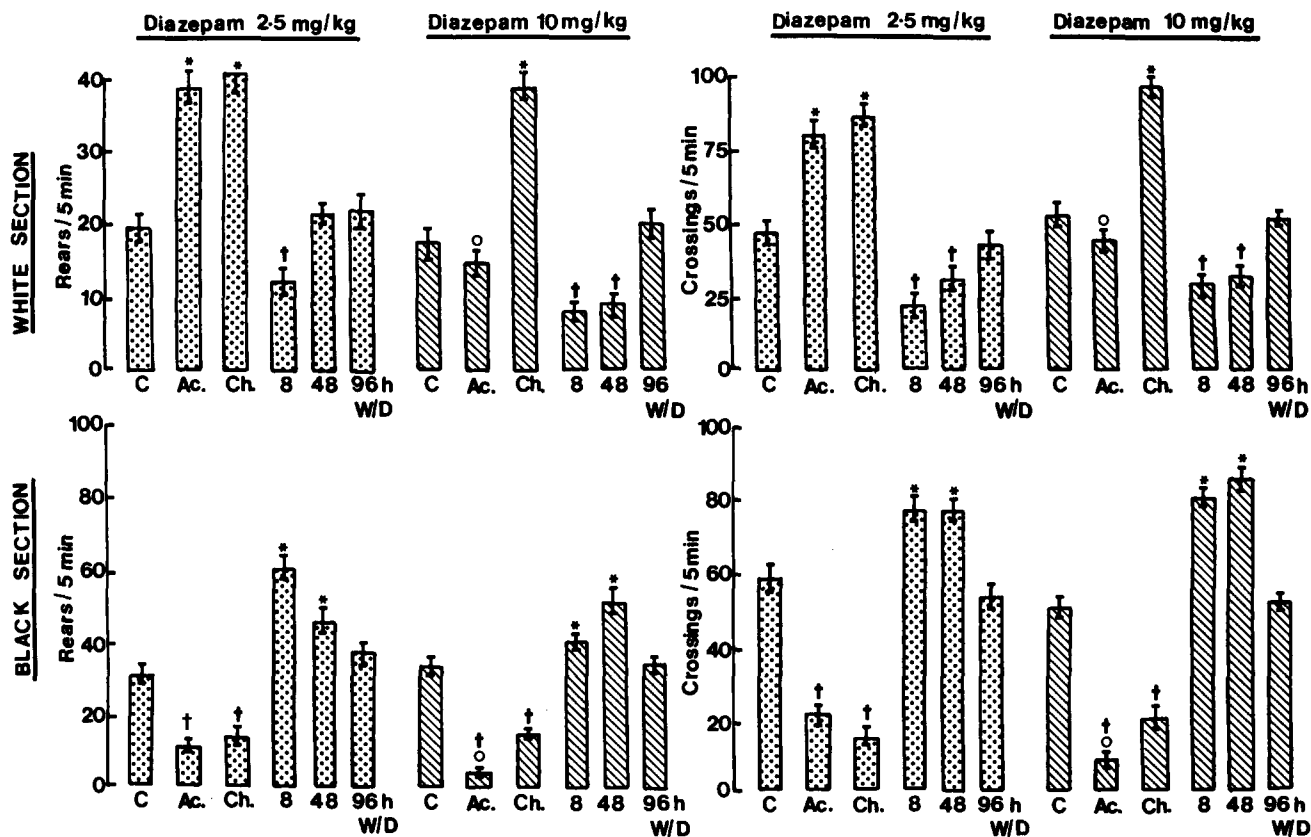 Diazepam 2·5 mg/kg Diazepam 10 mg/kg Diazepam 2·5 mg/kg Diazepam 10 mg/kg
WHITE SECTION
Rears / 5 min
40
30
20
10
0
* * † ○ * † †
C Ac. Ch. 8 48 96 h C Ac. Ch. 8 48 96
W/D W/D
Crossings / 5 min
100
75
50
25
0
* * † † ○ * † †
C Ac. Ch. 8 48 96 h C Ac. Ch. 8 48 96 h
W/D W/D
BLACK SECTION
Rears / 5 min
100
80
60
40
20
0
† † * * † ○ † * *
C Ac. Ch. 8 48 96 h C Ac. Ch. 8 48 96 h
W/D W/D
Crossings / 5min
100
80
60
40
20
0
† † * * † ○ † * *
C Ac. Ch. 8 48 96 h C Ac. Ch. 8 48 96 h
W/D W/D